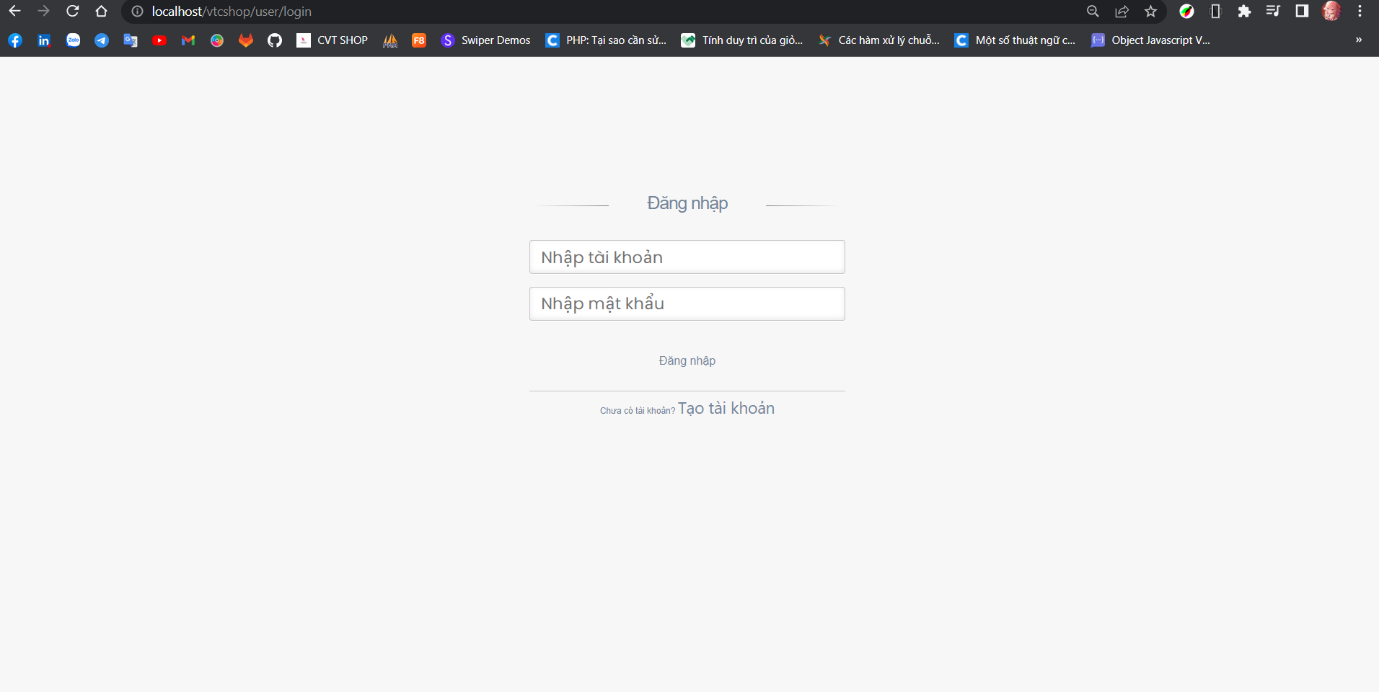 localhost/vtcshop/user/login
CVT SHOP Swiper Demos PHP: Tại sao cần sử... Tính duy trì của giỏ... Các hàm xử lý chuỗ... Một số thuật ngữ c... Object Javascript V... »
Đăng nhập
Nhập tài khoản
Nhập mật khẩu
Đăng nhập
Chưa có tài khoản? Tạo tài khoản